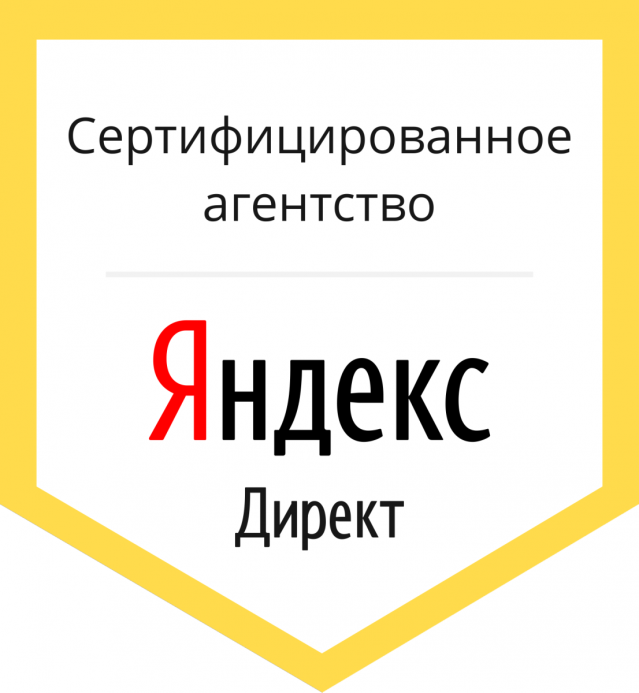 Сертифицированное
агентство
Яндекс
Директ